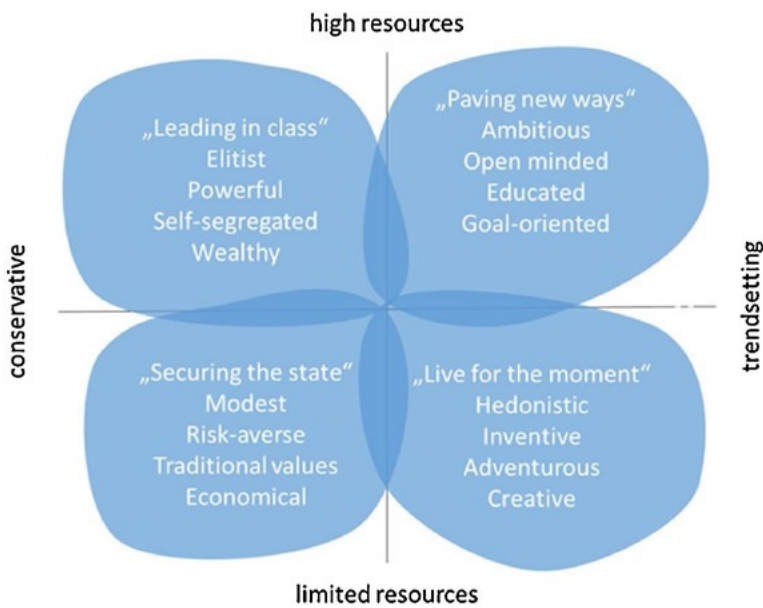 high resources
„Leading in class“
Elitist
Powerful
Self-segregated
Wealthy
„Paving new ways“
Ambitious
Open minded
Educated
Goal-oriented
conservative
trendsetting
„Securing the state“
Modest
Risk-averse
Traditional values
Economical
„Live for the moment“
Hedonistic
Inventive
Adventurous
Creative
limited resources